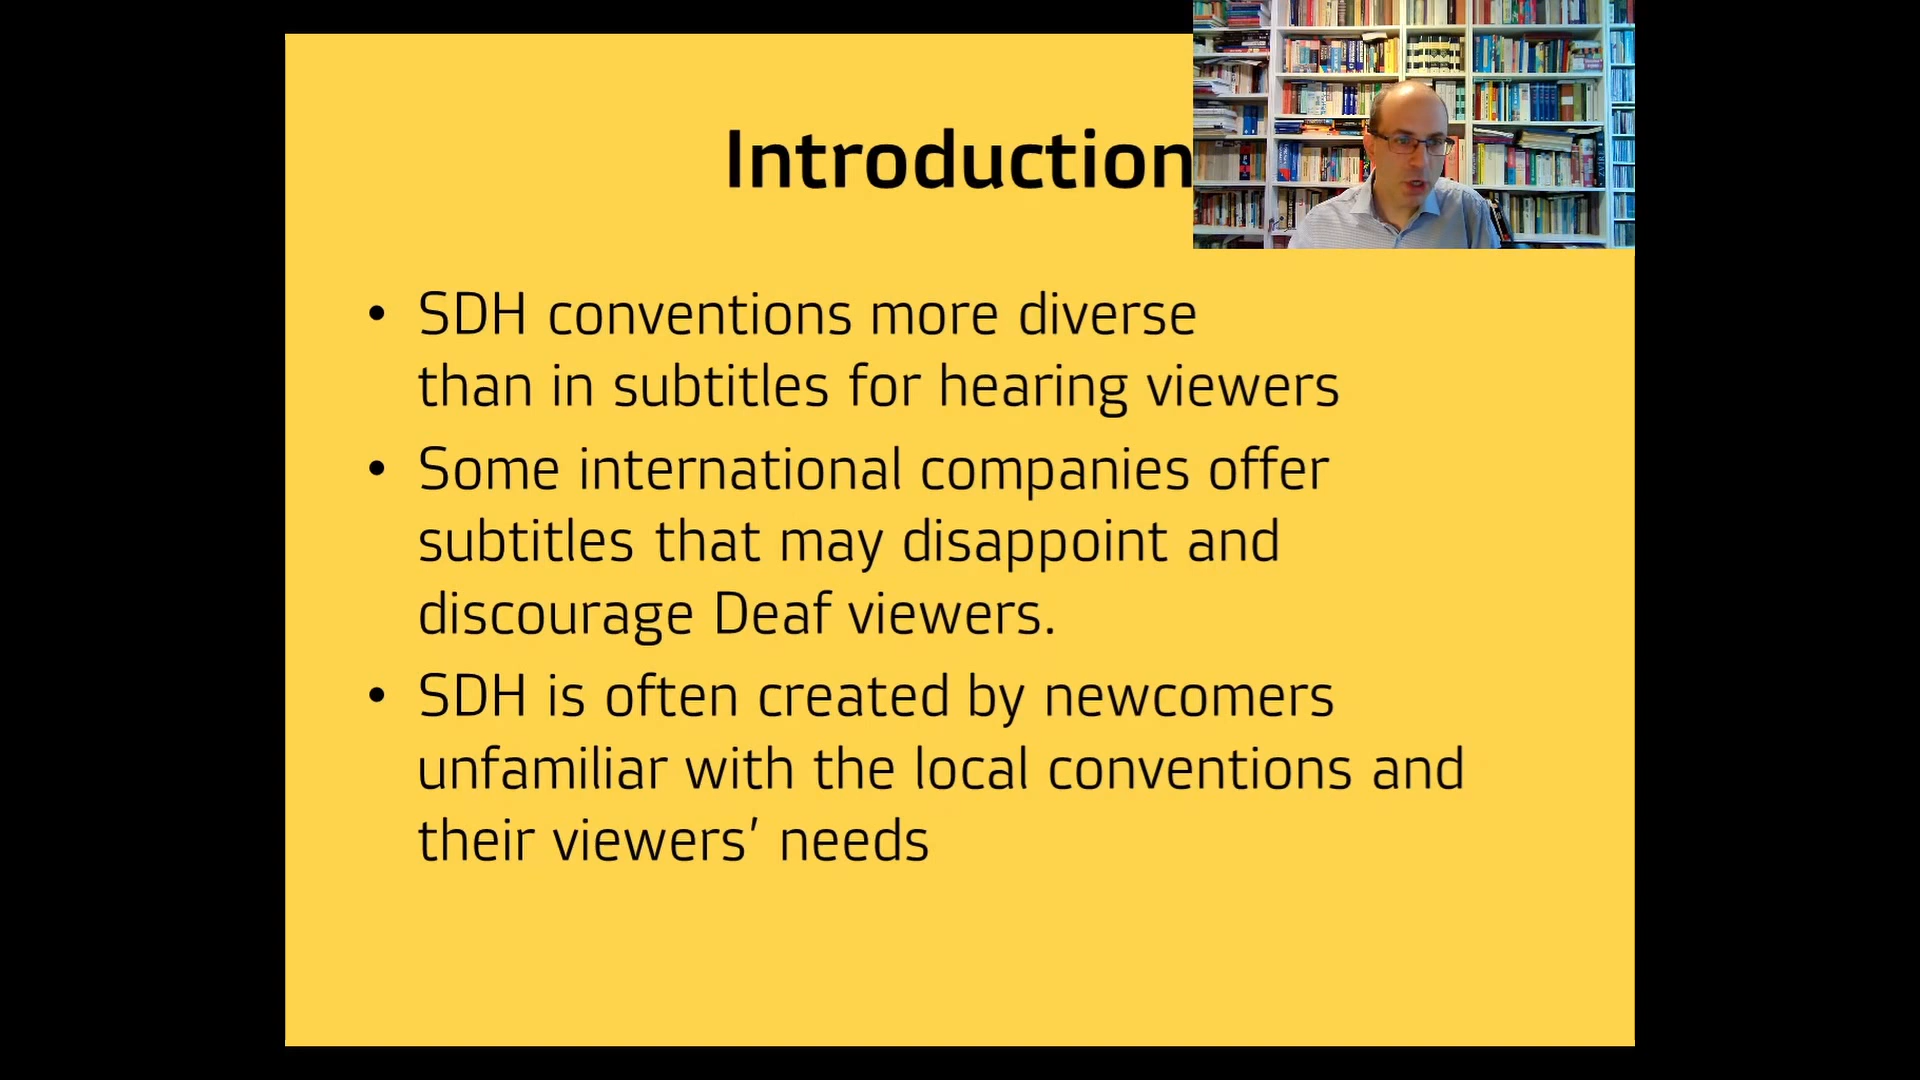 Introduction
• SDH conventions more diverse
than in subtitles for hearing viewers
• Some international companies offer
subtitles that may disappoint and
discourage Deaf viewers.
• SDH is often created by newcomers
unfamiliar with the local conventions and
their viewers’ needs